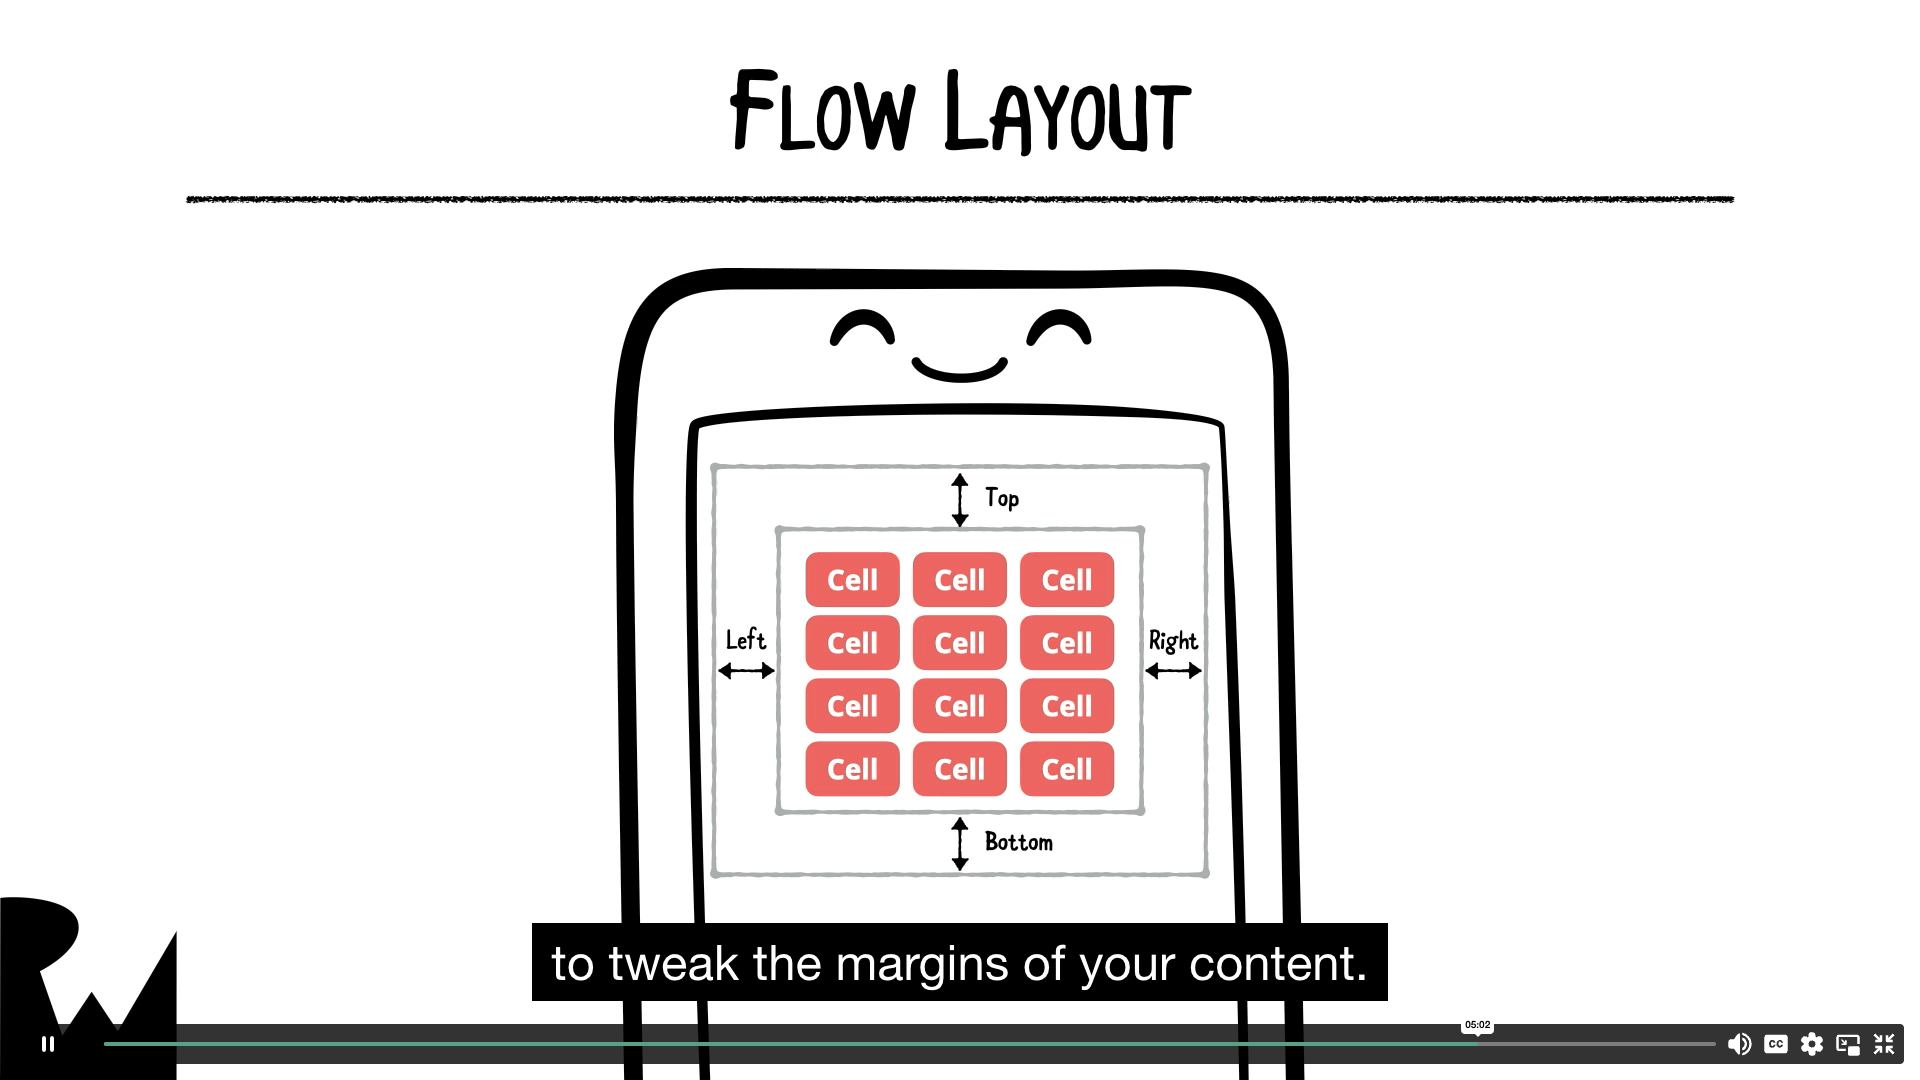 Flow Layout
Top
Cell Cell Cell
Cell Cell Cell
Left
Right
Cell Cell Cell
Cell Cell Cell
Bottom
to tweak the margins of your content.
RW
05:02
CC